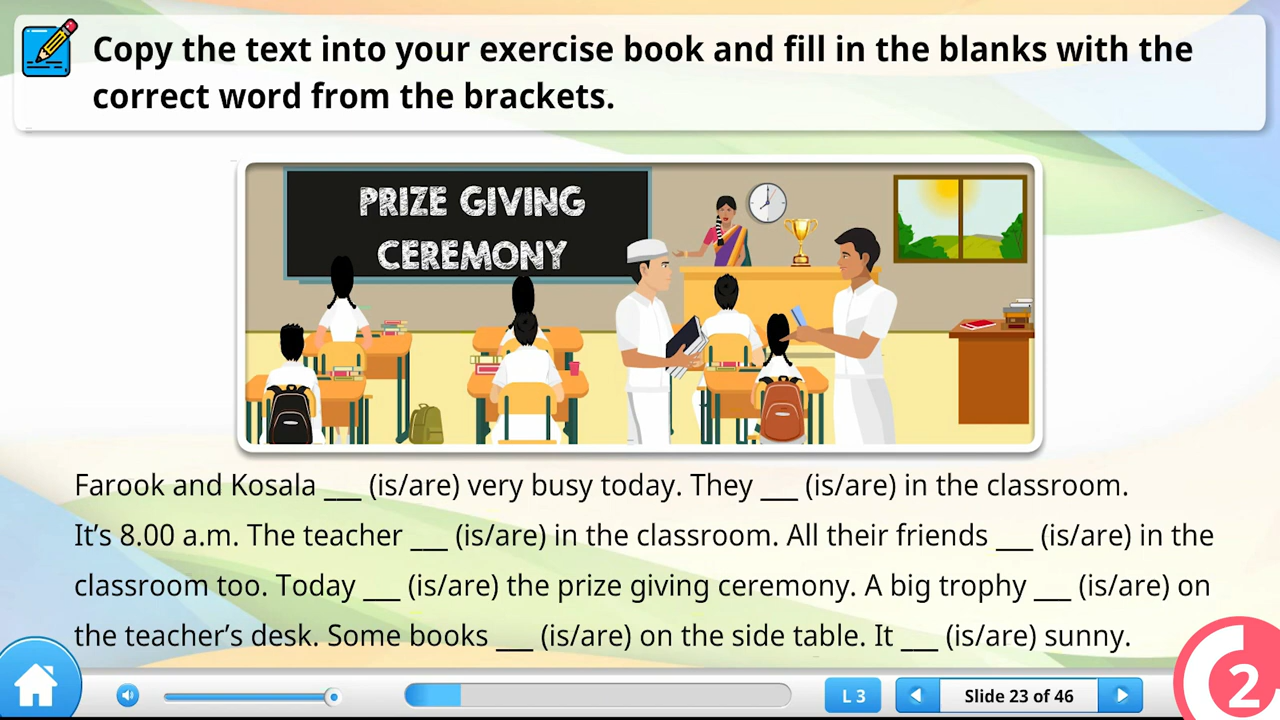 Copy the text into your exercise book and fill in the blanks with the
correct word from the brackets.
PRIZE GIVING
CEREMONY
Farook and Kosala ___ (is/are) very busy today. They ___ (is/are) in the classroom.
It’s 8.00 a.m. The teacher ___ (is/are) in the classroom. All their friends ___ (is/are) in the
classroom too. Today ___ (is/are) the prize giving ceremony. A big trophy ___ (is/are) on
the teacher’s desk. Some books ___ (is/are) on the side table. It ___ (is/are) sunny.
L 3
Slide 23 of 46
2